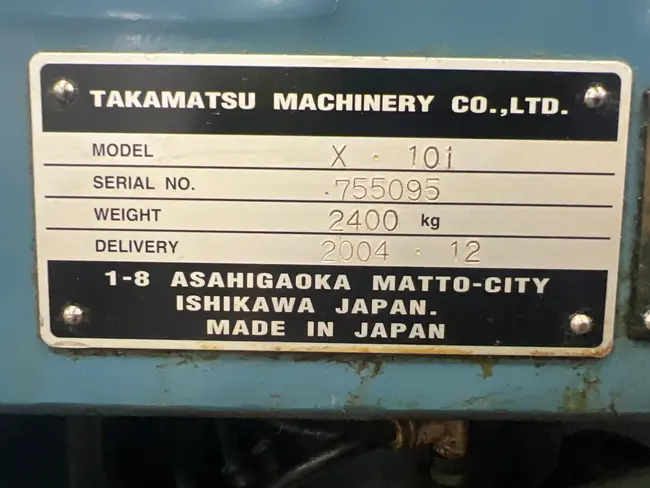 TAKAMATSU MACHINERY CO.,LTD.
MODEL X · 10i
SERIAL NO. 755095
WEIGHT 2400 kg
DELIVERY 2004 · 12
1-8 ASAHIGAOKA MATTO-CITY
ISHIKAWA JAPAN.
MADE IN JAPAN